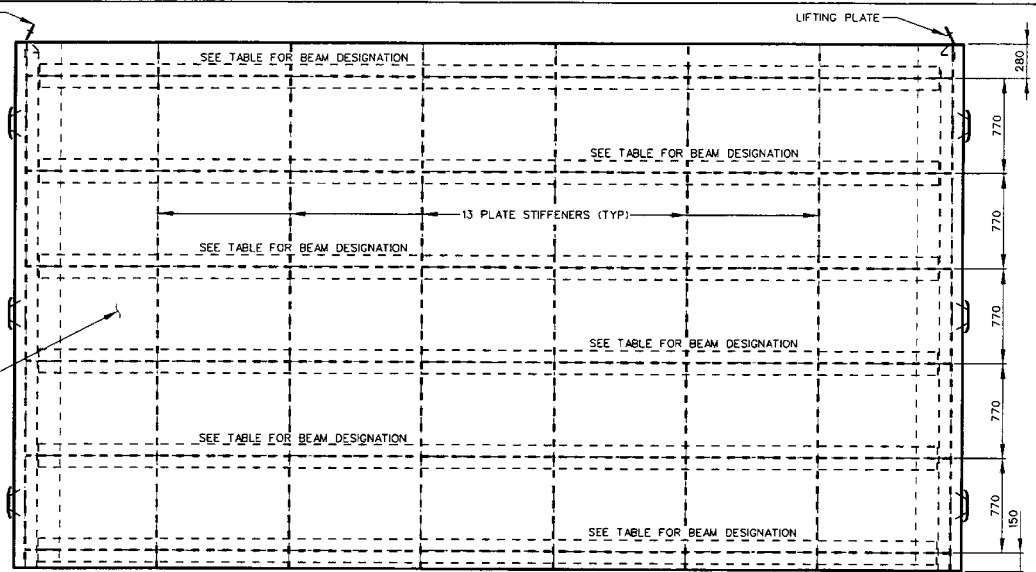 LIFTING PLATE
SEE TABLE FOR BEAM DESIGNATION
280
770
SEE TABLE FOR BEAM DESIGNATION
770
13 PLATE STIFFENERS (TYP)
SEE TABLE FOR BEAM DESIGNATION
770
SEE TABLE FOR BEAM DESIGNATION
770
SEE TABLE FOR BEAM DESIGNATION
770
150
SEE TABLE FOR BEAM DESIGNATION